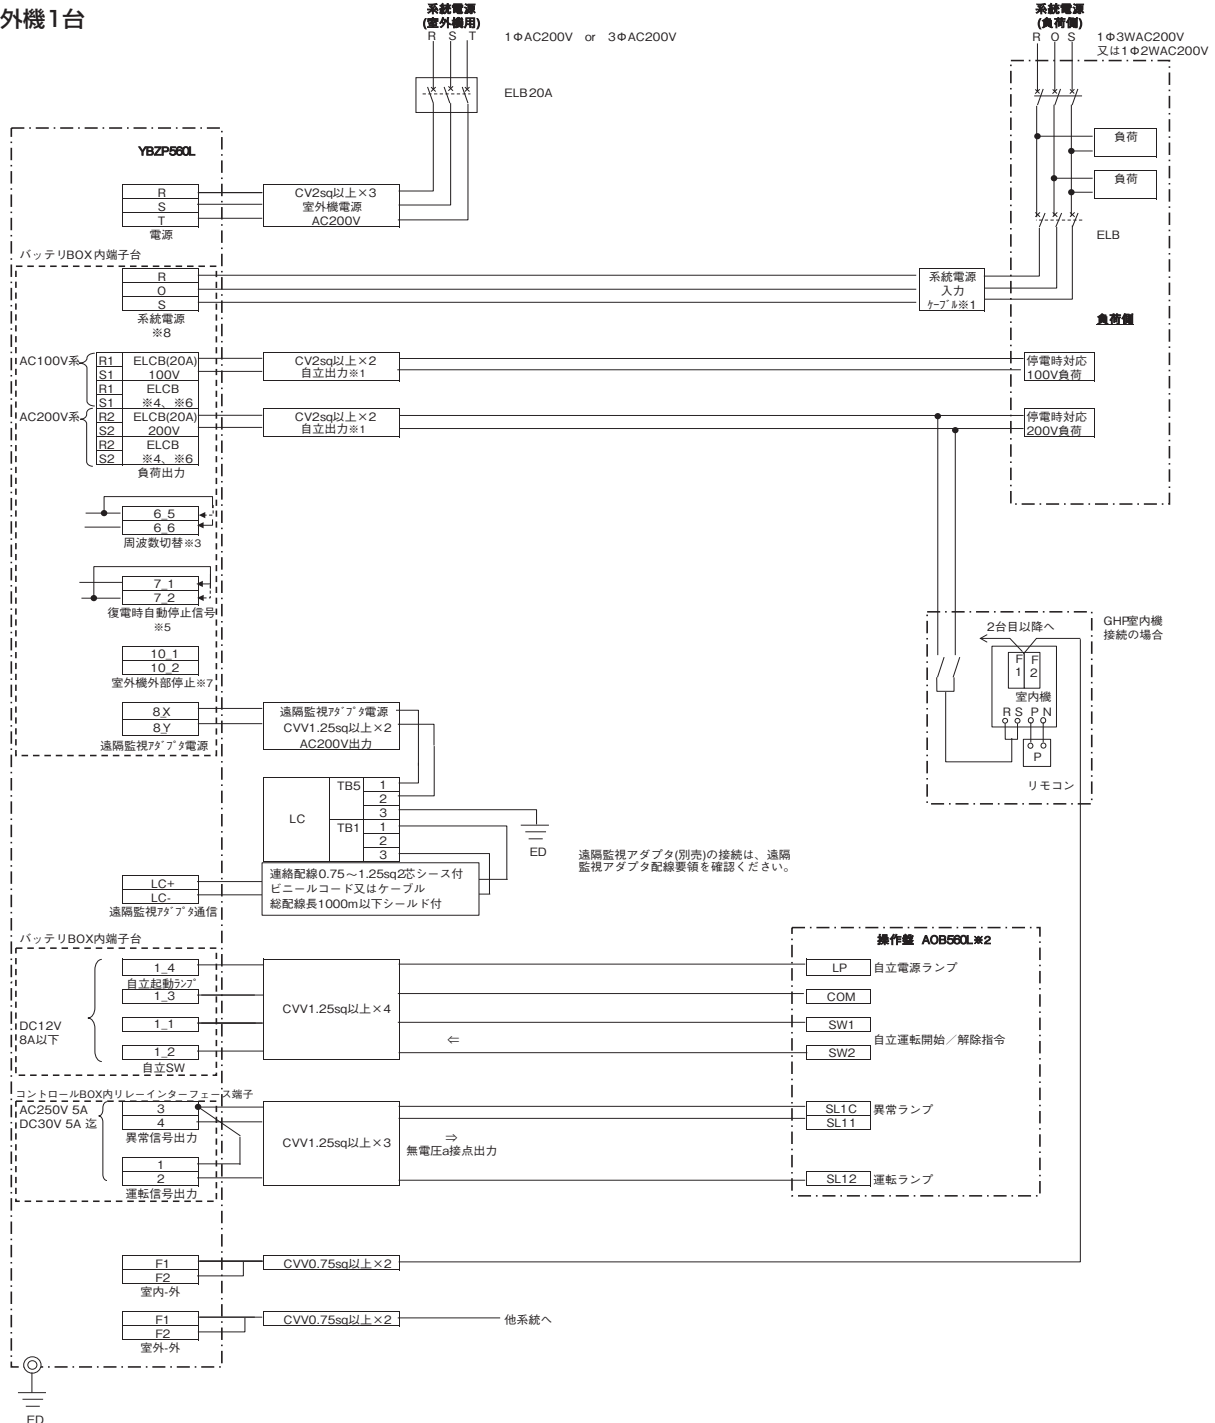 外機1台
系統電源
(室外機用)
R S T
1ΦAC200V or 3ΦAC200V
ELB20A
系統電源
(負荷側)
R O S
1Φ3WAC200V
又は1Φ2WAC200V
負荷
負荷
ELB
負荷側
YBZP560L
R
S
T
電源
CV2sq以上×3
室外機電源
AC200V
バッテリBOX内端子台
R
O
S
系統電源
※8
系統電源
入力
ケーブル※1
AC100V系
R1 ELCB(20A)
S1 100V
R1 ELCB
S1 ※4、※6
AC200V系
R2 ELCB(20A)
S2 200V
R2 ELCB
S2 ※4、※6
負荷出力
CV2sq以上×2
自立出力※1
CV2sq以上×2
自立出力※1
停電時対応
100V負荷
停電時対応
200V負荷
6_5
6_6
周波数切替※3
7_1
7_2
復電時自動停止信号
※5
10_1
10_2
室外機外部停止※7
8_X
8_Y
遠隔監視アダプタ電源
遠隔監視アダプタ電源
CVV1.25sq以上×2
AC200V出力
GHP室内機
接続の場合
2台目以降へ
F1 F2
室内機
R S P N
P
リモコン
LC
TB5
1
2
3
TB1
1
2
3
ED
遠隔監視アダプタ(別売)の接続は、遠隔
監視アダプタ配線要領を確認ください。
LC+
LC-
遠隔監視アダプタ通信
連絡配線0.75～1.25sq2芯シース付
ビニールコード又はケーブル
総配線長1000m以下シールド付
バッテリBOX内端子台
1_4
自立起動ランプ
1_3
1_1
1_2
自立SW
DC12V
8A以下
CVV1.25sq以上×4
⇐
操作盤 AOB560L※2
LP 自立電源ランプ
COM
SW1
自立運転開始／解除指令
SW2
コントロールBOX内リレーインターフェース端子
AC250V 5A
DC30V 5A 迄
3
4
異常信号出力
1
2
運転信号出力
CVV1.25sq以上×3
⇒
無電圧a接点出力
SL1C 異常ランプ
SL11
SL12 運転ランプ
F1
F2
室内-外
CVV0.75sq以上×2
F1
F2
室外-外
CVV0.75sq以上×2
他系統へ
ED